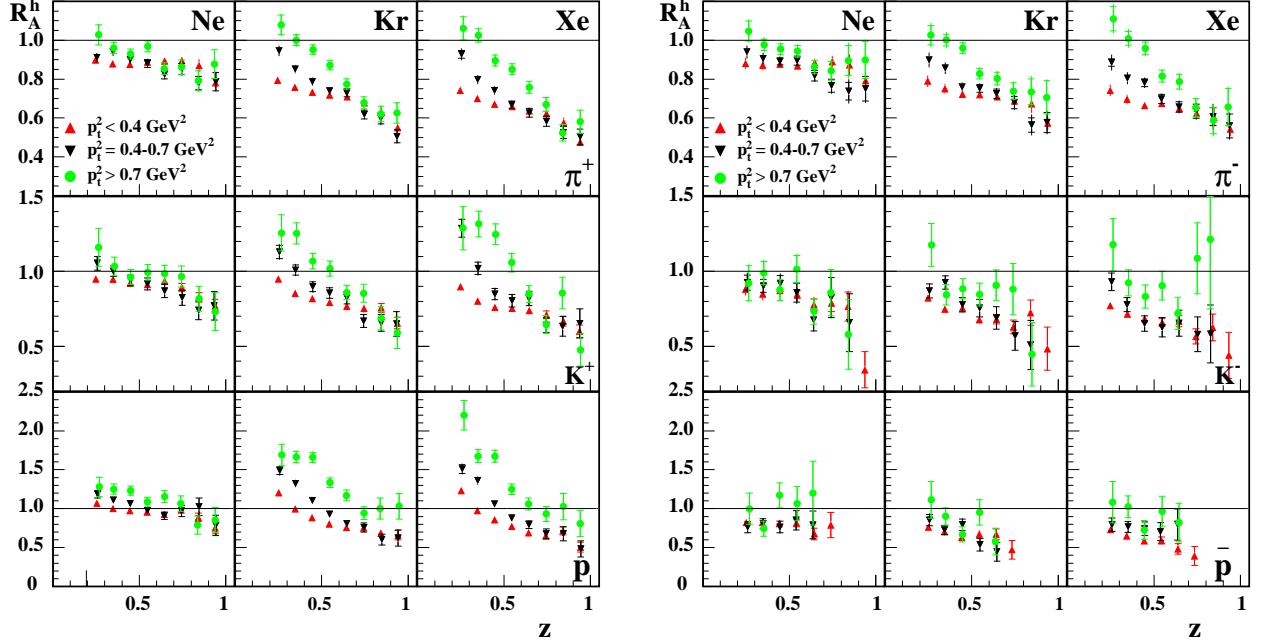 R_A^h Ne Kr Xe
1.0
0.8
0.6
0.4
p_t^2 < 0.4 GeV^2
p_t^2 = 0.4-0.7 GeV^2
p_t^2 > 0.7 GeV^2
π^+
1.5
1.0
0.5
K^+
2.5
2.0
1.5
1.0
0.5
0
p
0.5 1 0.5 1 0.5 1
z
R_A^h Ne Kr Xe
1.0
0.8
0.6
0.4
p_t^2 < 0.4 GeV^2
p_t^2 = 0.4-0.7 GeV^2
p_t^2 > 0.7 GeV^2
π^-
1.5
1.0
0.5
K^-
2.5
2.0
1.5
1.0
0.5
0
p̄
0.5 1 0.5 1 0.5 1
z